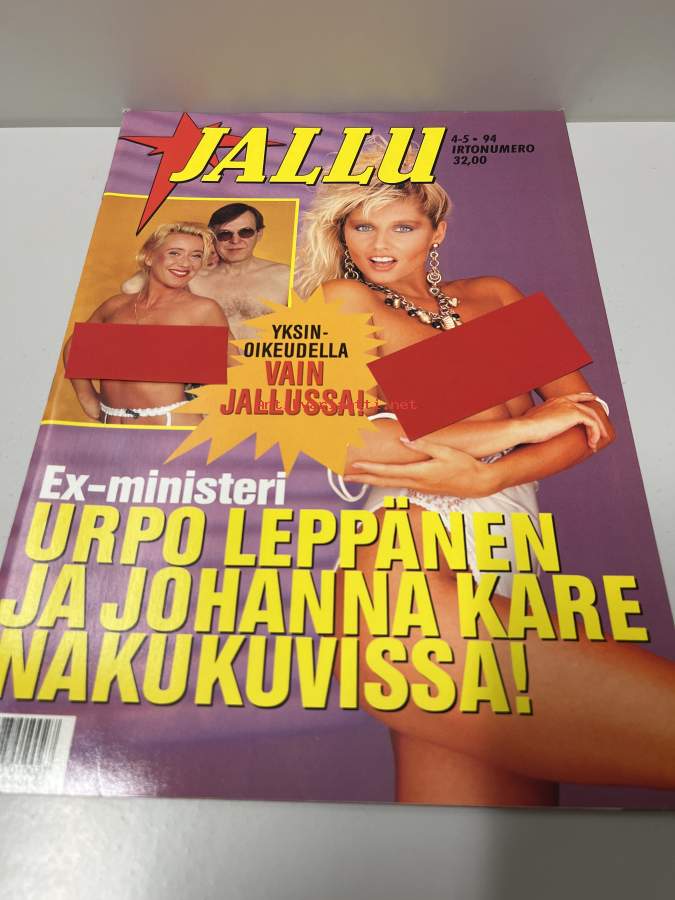 JALLU
4-5 • 94
IRTONUMERO
32,00
YKSIN-
OIKEUDELLA
VAIN
JALLUSSA!
Ex-ministeri
URPO LEPPÄNEN
JA JOHANNA KARE
NAKUKUVISSA!